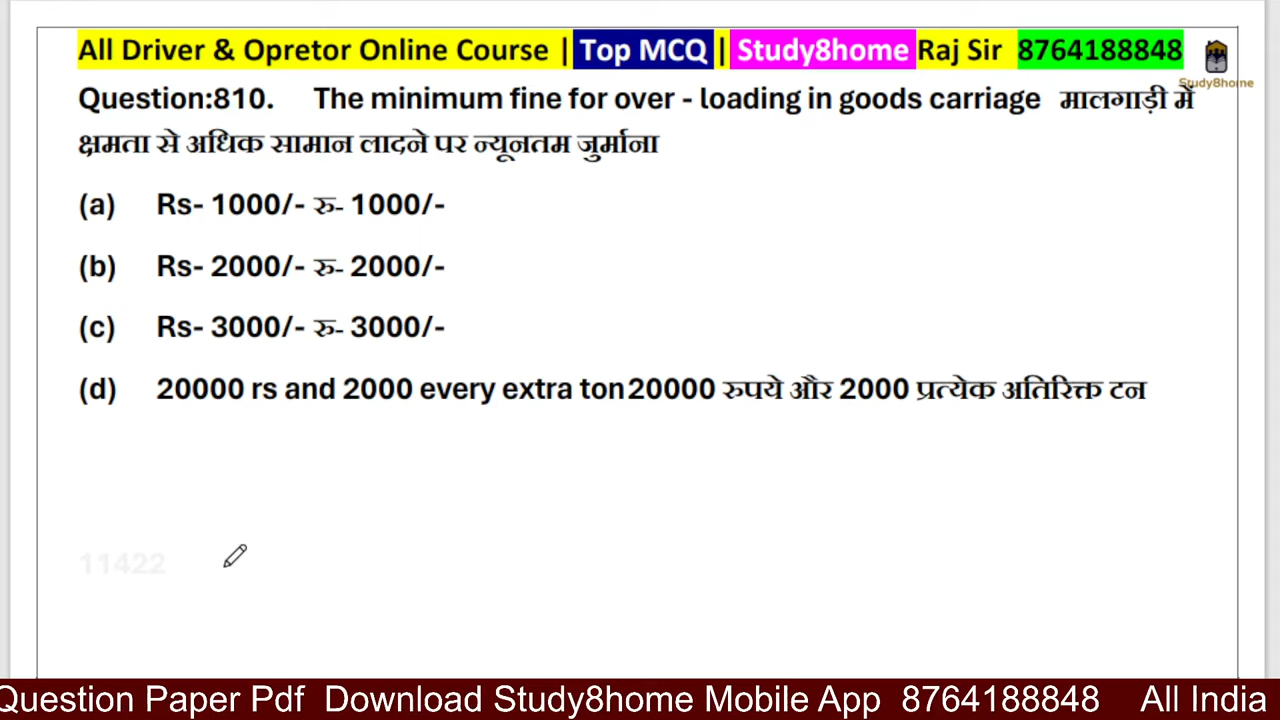 All Driver & Opretor Online Course | Top MCQ | Study8home Raj Sir 8764188848
Study8home
Question:810. The minimum fine for over - loading in goods carriage मालगाड़ी में
क्षमता से अधिक सामान लादने पर न्यूनतम जुर्माना
(a) Rs- 1000/- रु- 1000/-
(b) Rs- 2000/- रु- 2000/-
(c) Rs- 3000/- रु- 3000/-
(d) 20000 rs and 2000 every extra ton 20000 रुपये और 2000 प्रत्येक अतिरिक्त टन
11422
Question Paper Pdf Download Study8home Mobile App 8764188848 All India